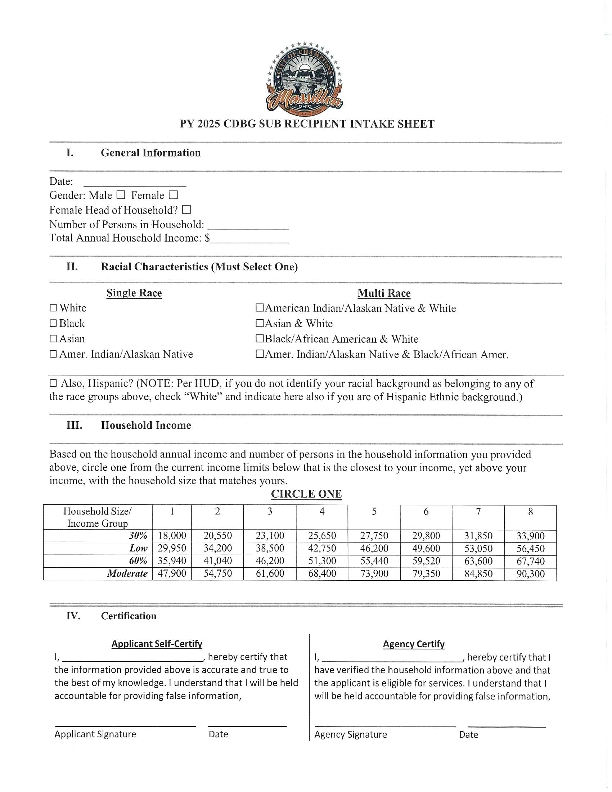 Massillon
PY 2025 CDBG SUB RECIPIENT INTAKE SHEET
I. General Information
Date: ____________________
Gender: Male ☐ Female ☐
Female Head of Household? ☐
Number of Persons in Household: ________________
Total Annual Household Income: $________________
II. Racial Characteristics (Must Select One)
Single Race Multi Race
☐ White ☐American Indian/Alaskan Native & White
☐ Black ☐Asian & White
☐ Asian ☐Black/African American & White
☐ Amer. Indian/Alaskan Native ☐Amer. Indian/Alaskan Native & Black/African Amer.
☐ Also, Hispanic? (NOTE: Per HUD, if you do not identify your racial background as belonging to any of
the race groups above, check “White” and indicate here also if you are of Hispanic Ethnic background.)
III. Household Income
Based on the household annual income and number of persons in the household information you provided
above, circle one from the current income limits below that is the closest to your income, yet above your
income, with the household size that matches yours.
CIRCLE ONE
Household Size/ 1 2 3 4 5 6 7 8
Income Group
30% 18,000 20,550 23,100 25,650 27,750 29,800 31,850 33,900
Low 29,950 34,200 38,500 42,750 46,200 49,600 53,050 56,450
60% 35,940 41,040 46,200 51,300 55,440 59,520 63,600 67,740
Moderate 47,900 54,750 61,600 68,400 73,900 79,350 84,850 90,300
IV. Certification
Applicant Self-Certify
I, ____________________________, hereby certify that
the information provided above is accurate and true to
the best of my knowledge. I understand that I will be held
accountable for providing false information,
Applicant Signature Date
Agency Certify
I, ____________________________, hereby certify that I
have verified the household information above and that
the applicant is eligible for services. I understand that I
will be held accountable for providing false information.
Agency Signature Date